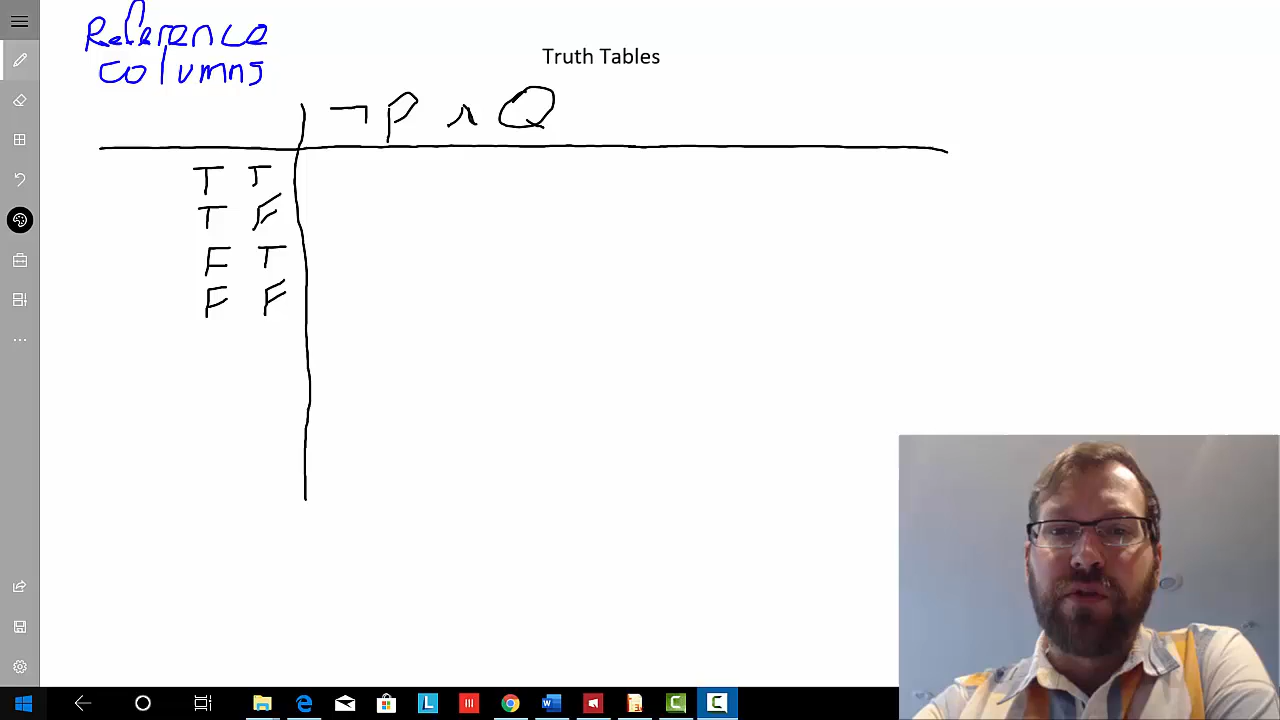 Reference
columns
Truth Tables
¬ P ∧ Q
T T
T F
F T
F F